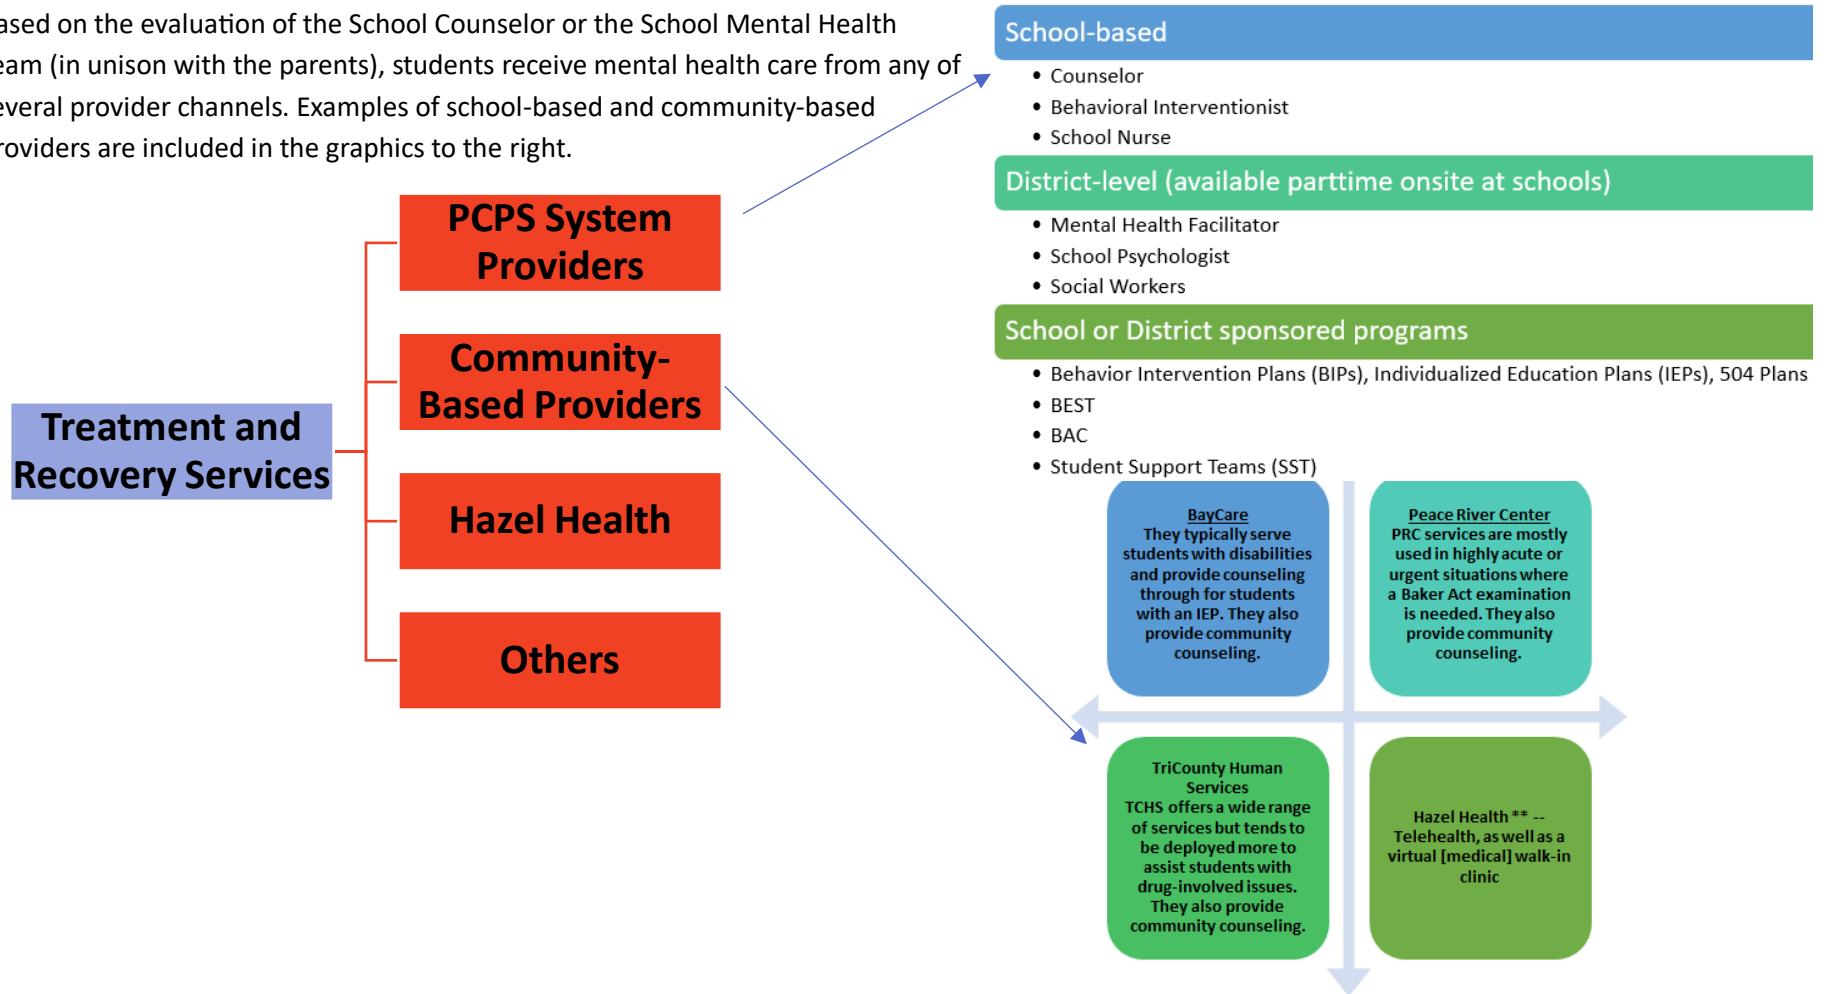 ased on the evaluation of the School Counselor or the School Mental Health
eam (in unison with the parents), students receive mental health care from any of
everal provider channels. Examples of school-based and community-based
roviders are included in the graphics to the right.
Treatment and
Recovery Services
PCPS System
Providers
Community-
Based Providers
Hazel Health
Others
School-based
• Counselor
• Behavioral Interventionist
• School Nurse
District-level (available parttime onsite at schools)
• Mental Health Facilitator
• School Psychologist
• Social Workers
School or District sponsored programs
• Behavior Intervention Plans (BIPs), Individualized Education Plans (IEPs), 504 Plans
• BEST
• BAC
• Student Support Teams (SST)
BayCare
They typically serve
students with disabilities
and provide counseling
through for students
with an IEP. They also
provide community
counseling.
Peace River Center
PRC services are mostly
used in highly acute or
urgent situations where
a Baker Act examination
is needed. They also
provide community
counseling.
TriCounty Human
Services
TCHS offers a wide range
of services but tends to
be deployed more to
assist students with
drug-involved issues.
They also provide
community counseling.
Hazel Health ** --
Telehealth, as well as a
virtual [medical] walk-in
clinic